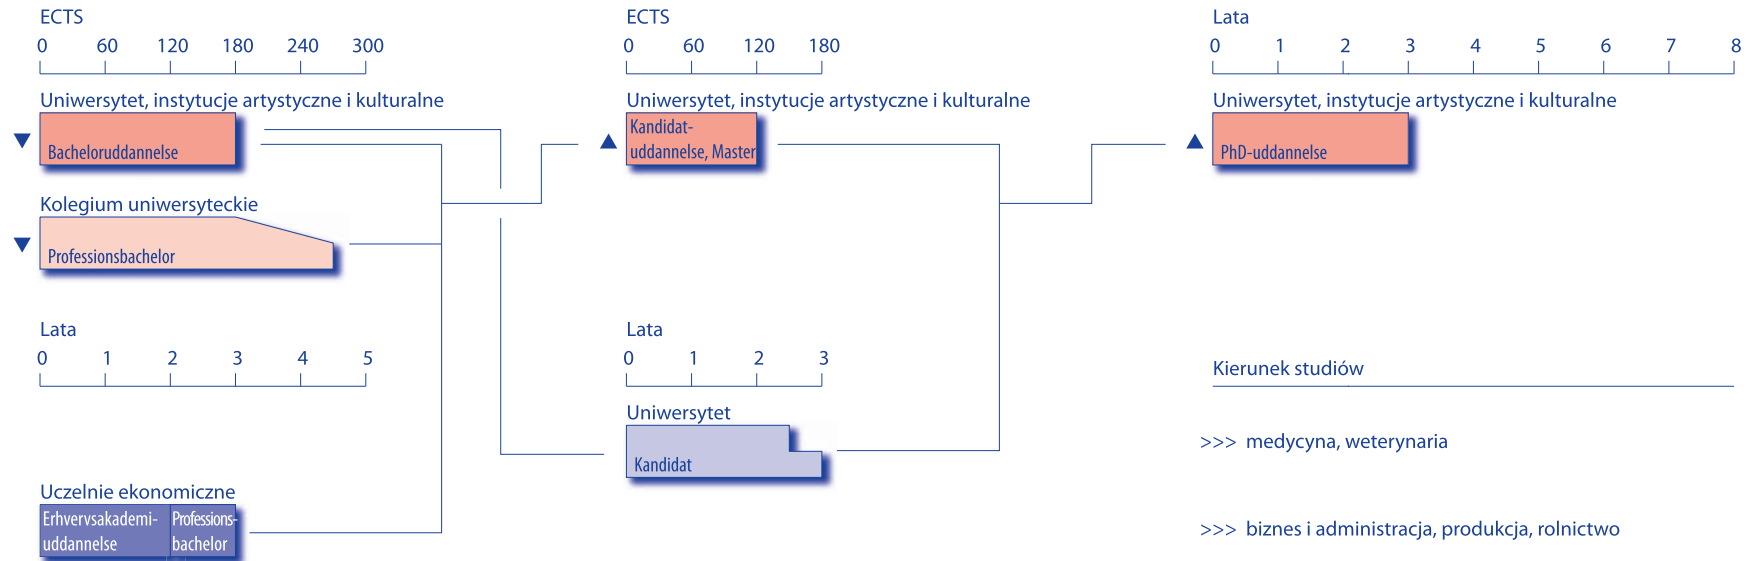 ECTS
0 60 120 180 240 300
Uniwersytet, instytucje artystyczne i kulturalne
Bacheloruddannelse
Kolegium uniwersyteckie
Professionsbachelor
Lata
0 1 2 3 4 5
Uczelnie ekonomiczne
Erhvervsakademi-
uddannelse
Professions-
bachelor
ECTS
0 60 120 180
Uniwersytet, instytucje artystyczne i kulturalne
Kandidat-
uddannelse, Master
Lata
0 1 2 3
Uniwersytet
Kandidat
Lata
0 1 2 3 4 5 6 7 8
Uniwersytet, instytucje artystyczne i kulturalne
PhD-uddannelse
Kierunek studiów
>>> medycyna, weterynaria
>>> biznes i administracja, produkcja, rolnictwo